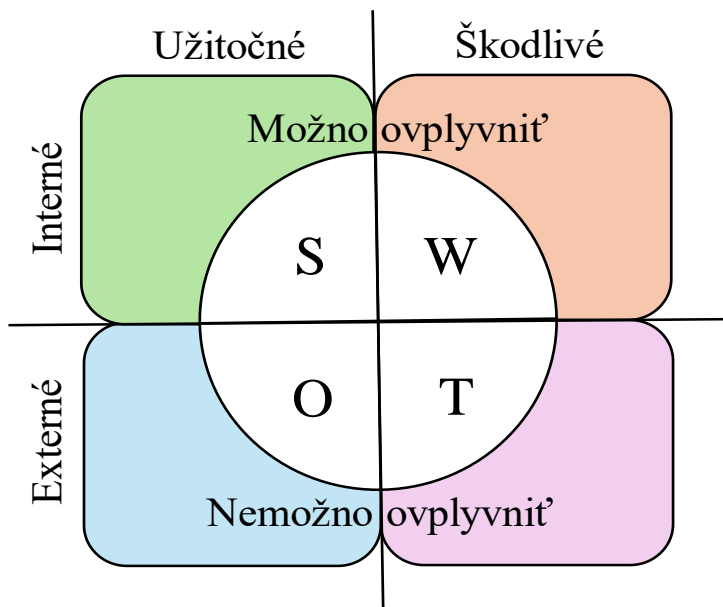 Užitočné
Škodlivé
Možno ovplyvniť
Interné
S
W
O
T
Externé
Nemožno ovplyvniť